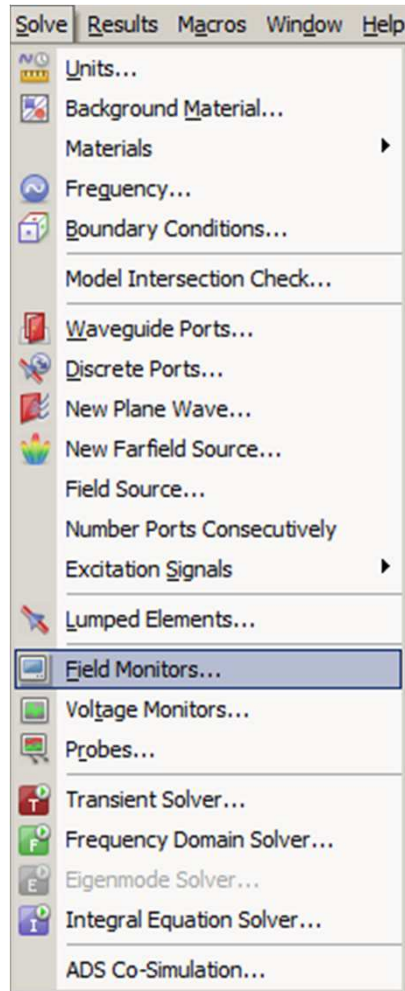 Solve Results Macros Window Help
Units...
Background Material...
Materials
Frequency...
Boundary Conditions...
Model Intersection Check...
Waveguide Ports...
Discrete Ports...
New Plane Wave...
New Farfield Source...
Field Source...
Number Ports Consecutively
Excitation Signals
Lumped Elements...
Field Monitors...
Voltage Monitors...
Probes...
T Transient Solver...
F Frequency Domain Solver...
E Eigenmode Solver...
I Integral Equation Solver...
ADS Co-Simulation...